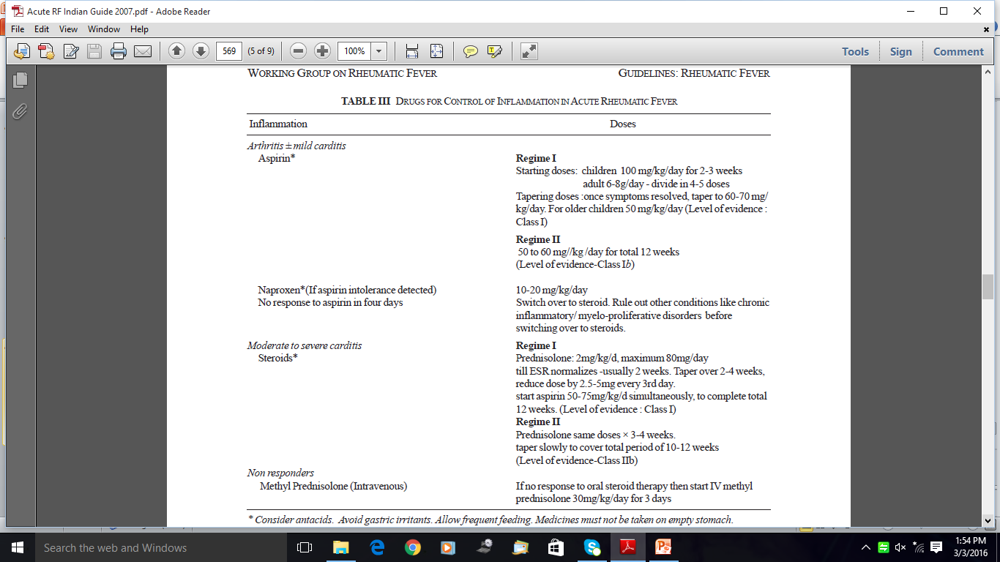 Acute RF Indian Guide 2007.pdf - Adobe Reader
File Edit View Window Help
569 (5 of 9) 100% Tools Sign Comment
WORKING GROUP ON RHEUMATIC FEVER GUIDELINES: RHEUMATIC FEVER
TABLE III DRUGS FOR CONTROL OF INFLAMMATION IN ACUTE RHEUMATIC FEVER
Inflammation Doses
Arthritis ± mild carditis
Aspirin* Regime I
Starting doses: children 100 mg/kg/day for 2-3 weeks
adult 6-8g/day - divide in 4-5 doses
Tapering doses :once symptoms resolved, taper to 60-70 mg/
kg/day. For older children 50 mg/kg/day (Level of evidence :
Class I)
Regime II
50 to 60 mg//kg /day for total 12 weeks
(Level of evidence-Class Ib)
Naproxen*(If aspirin intolerance detected) 10-20 mg/kg/day
No response to aspirin in four days Switch over to steroid. Rule out other conditions like chronic
inflammatory/ myelo-proliferative disorders before
switching over to steroids.
Moderate to severe carditis Regime I
Steroids* Prednisolone: 2mg/kg/d, maximum 80mg/day
till ESR normalizes -usually 2 weeks. Taper over 2-4 weeks,
reduce dose by 2.5-5mg every 3rd day.
start aspirin 50-75mg/kg/d simultaneously, to complete total
12 weeks. (Level of evidence : Class I)
Regime II
Prednisolone same doses × 3-4 weeks.
taper slowly to cover total period of 10-12 weeks
(Level of evidence-Class IIb)
Non responders
Methyl Prednisolone (Intravenous) If no response to oral steroid therapy then start IV methyl
prednisolone 30mg/kg/day for 3 days
* Consider antacids. Avoid gastric irritants. Allow frequent feeding. Medicines must not be taken on empty stomach.
Search the web and Windows 1:54 PM
3/3/2016